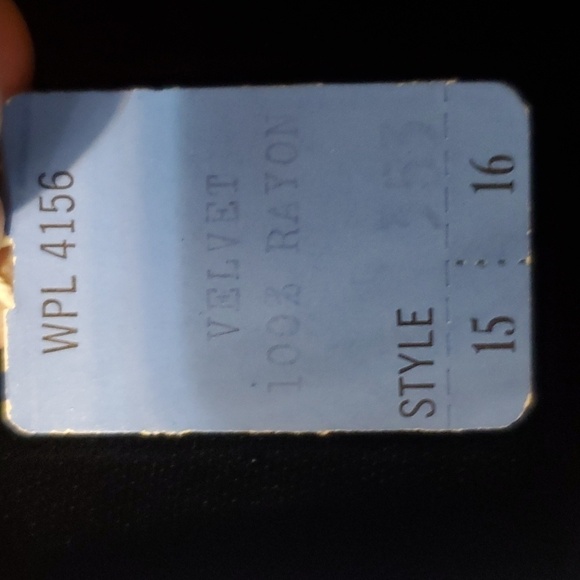 WPL 4156
VELVET
100% RAYON
STYLE
15 16